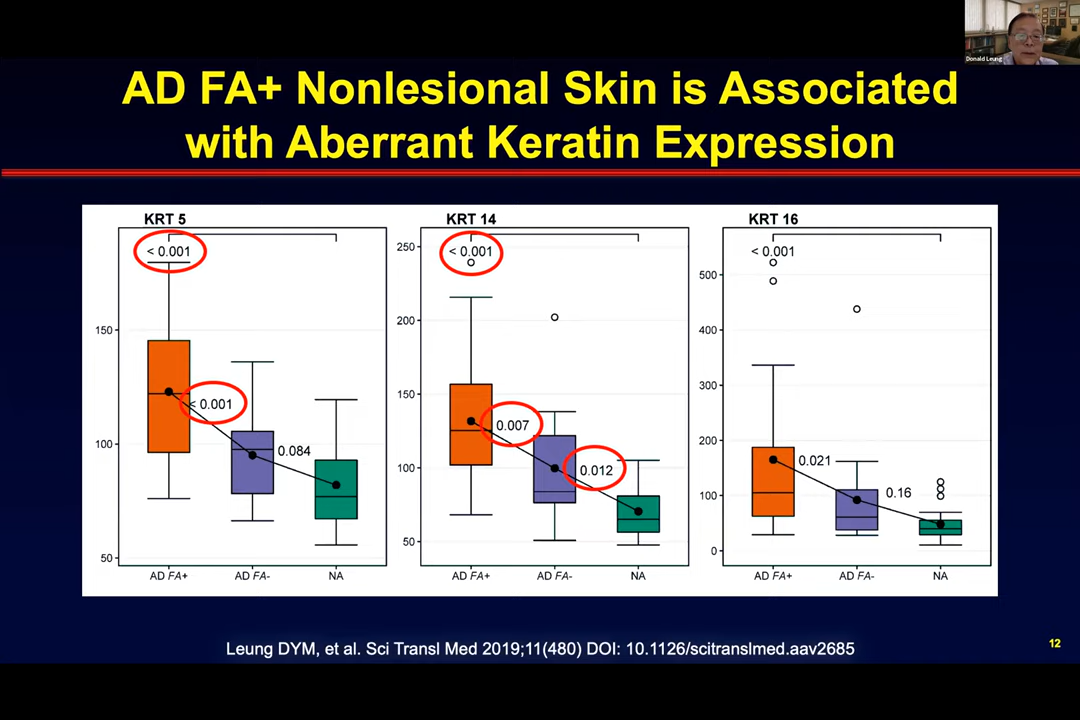 Donald Leung
AD FA+ Nonlesional Skin is Associated
with Aberrant Keratin Expression
KRT 5
< 0.001
150
100
50
< 0.001
0.084
AD FA+
AD FA-
NA
KRT 14
250
200
150
100
50
< 0.001
0.007
0.012
AD FA+
AD FA-
NA
KRT 16
500
400
300
200
100
0
< 0.001
0.021
0.16
AD FA+
AD FA-
NA
Leung DYM, et al. Sci Transl Med 2019;11(480) DOI: 10.1126/scitranslmed.aav2685
12